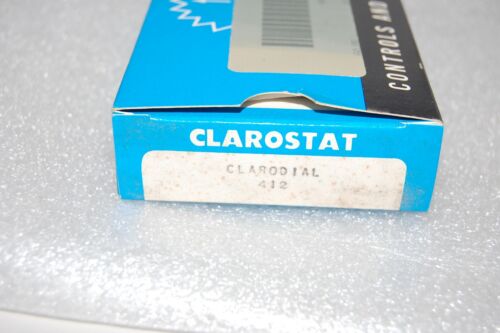 CONTROLS AND
CLAROSTAT
CLARODIAL
412